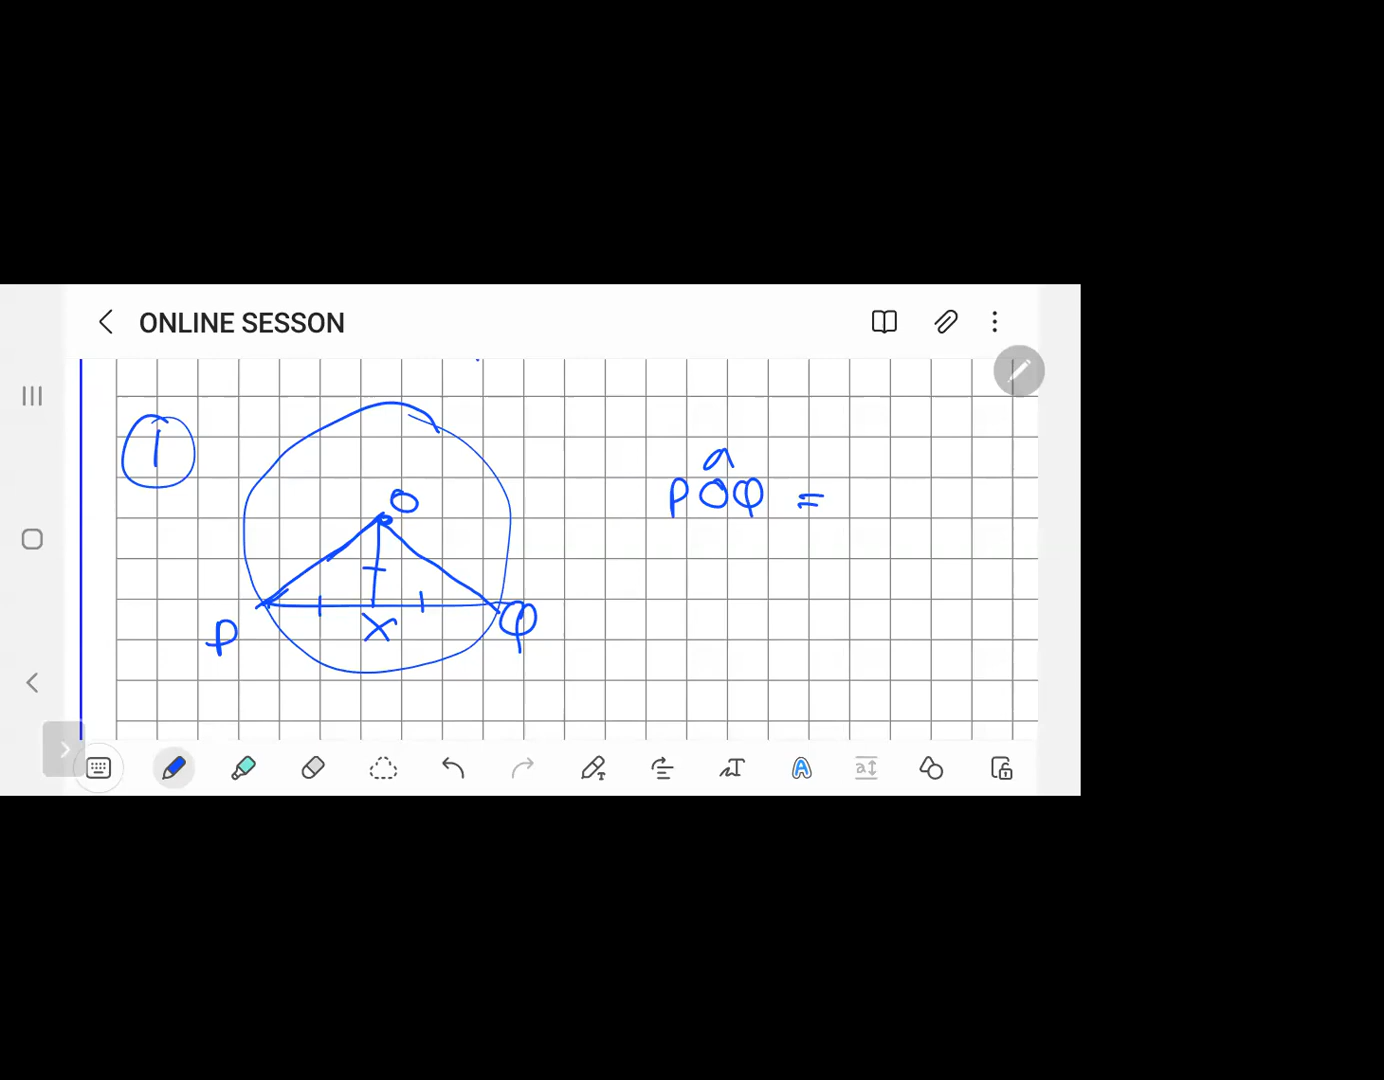 ONLINE SESSON
1
O
P
X
Q
PÔQ =